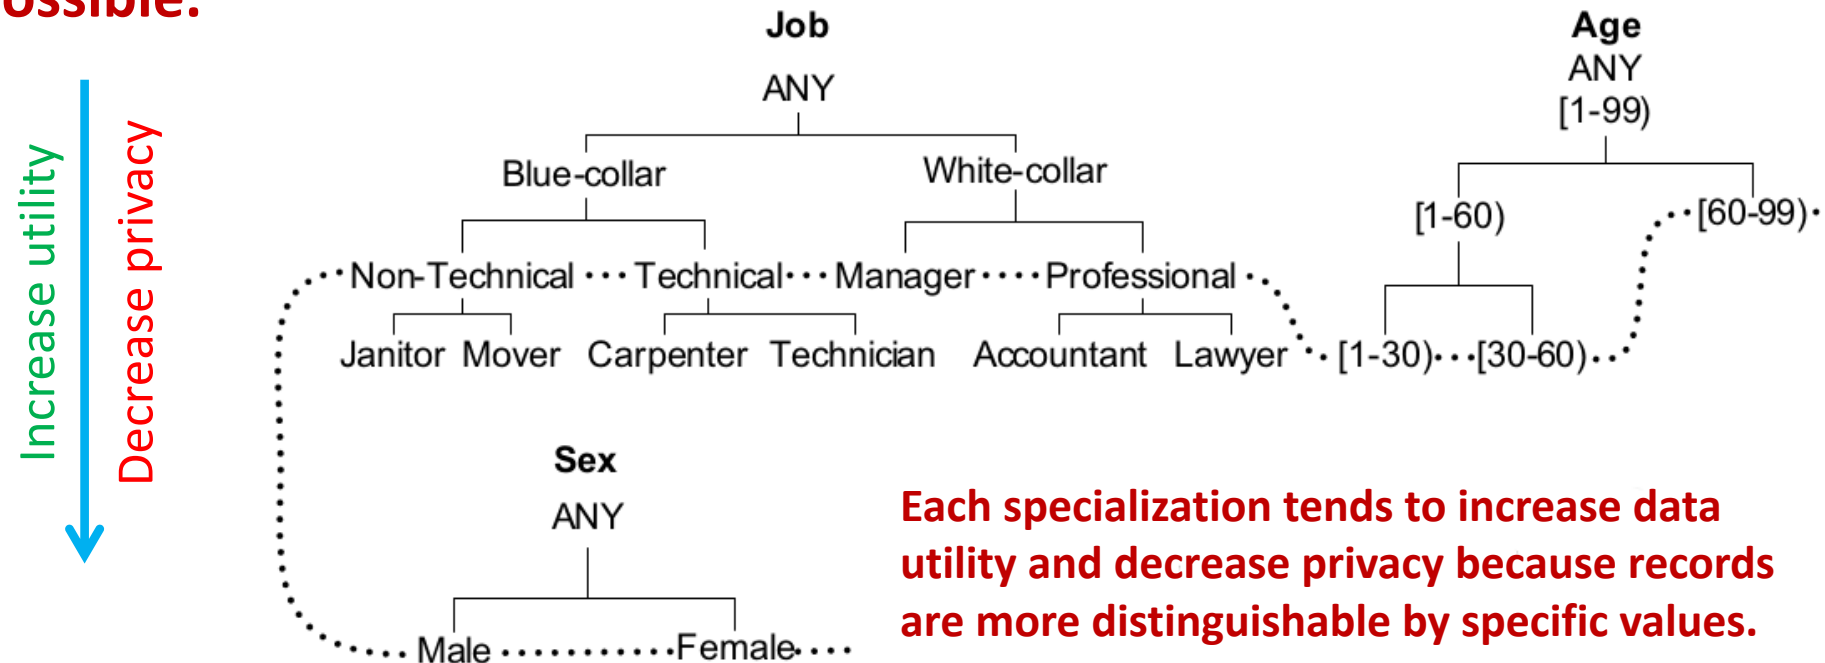 ossible.
Increase utility
Decrease privacy
Job
ANY
Blue-collar White-collar
Non-Technical Technical Manager Professional
Janitor Mover Carpenter Technician Accountant Lawyer
Age
ANY
[1-99)
[1-60) [60-99)
[1-30) [30-60)
Sex
ANY
Male Female
Each specialization tends to increase data
utility and decrease privacy because records
are more distinguishable by specific values.